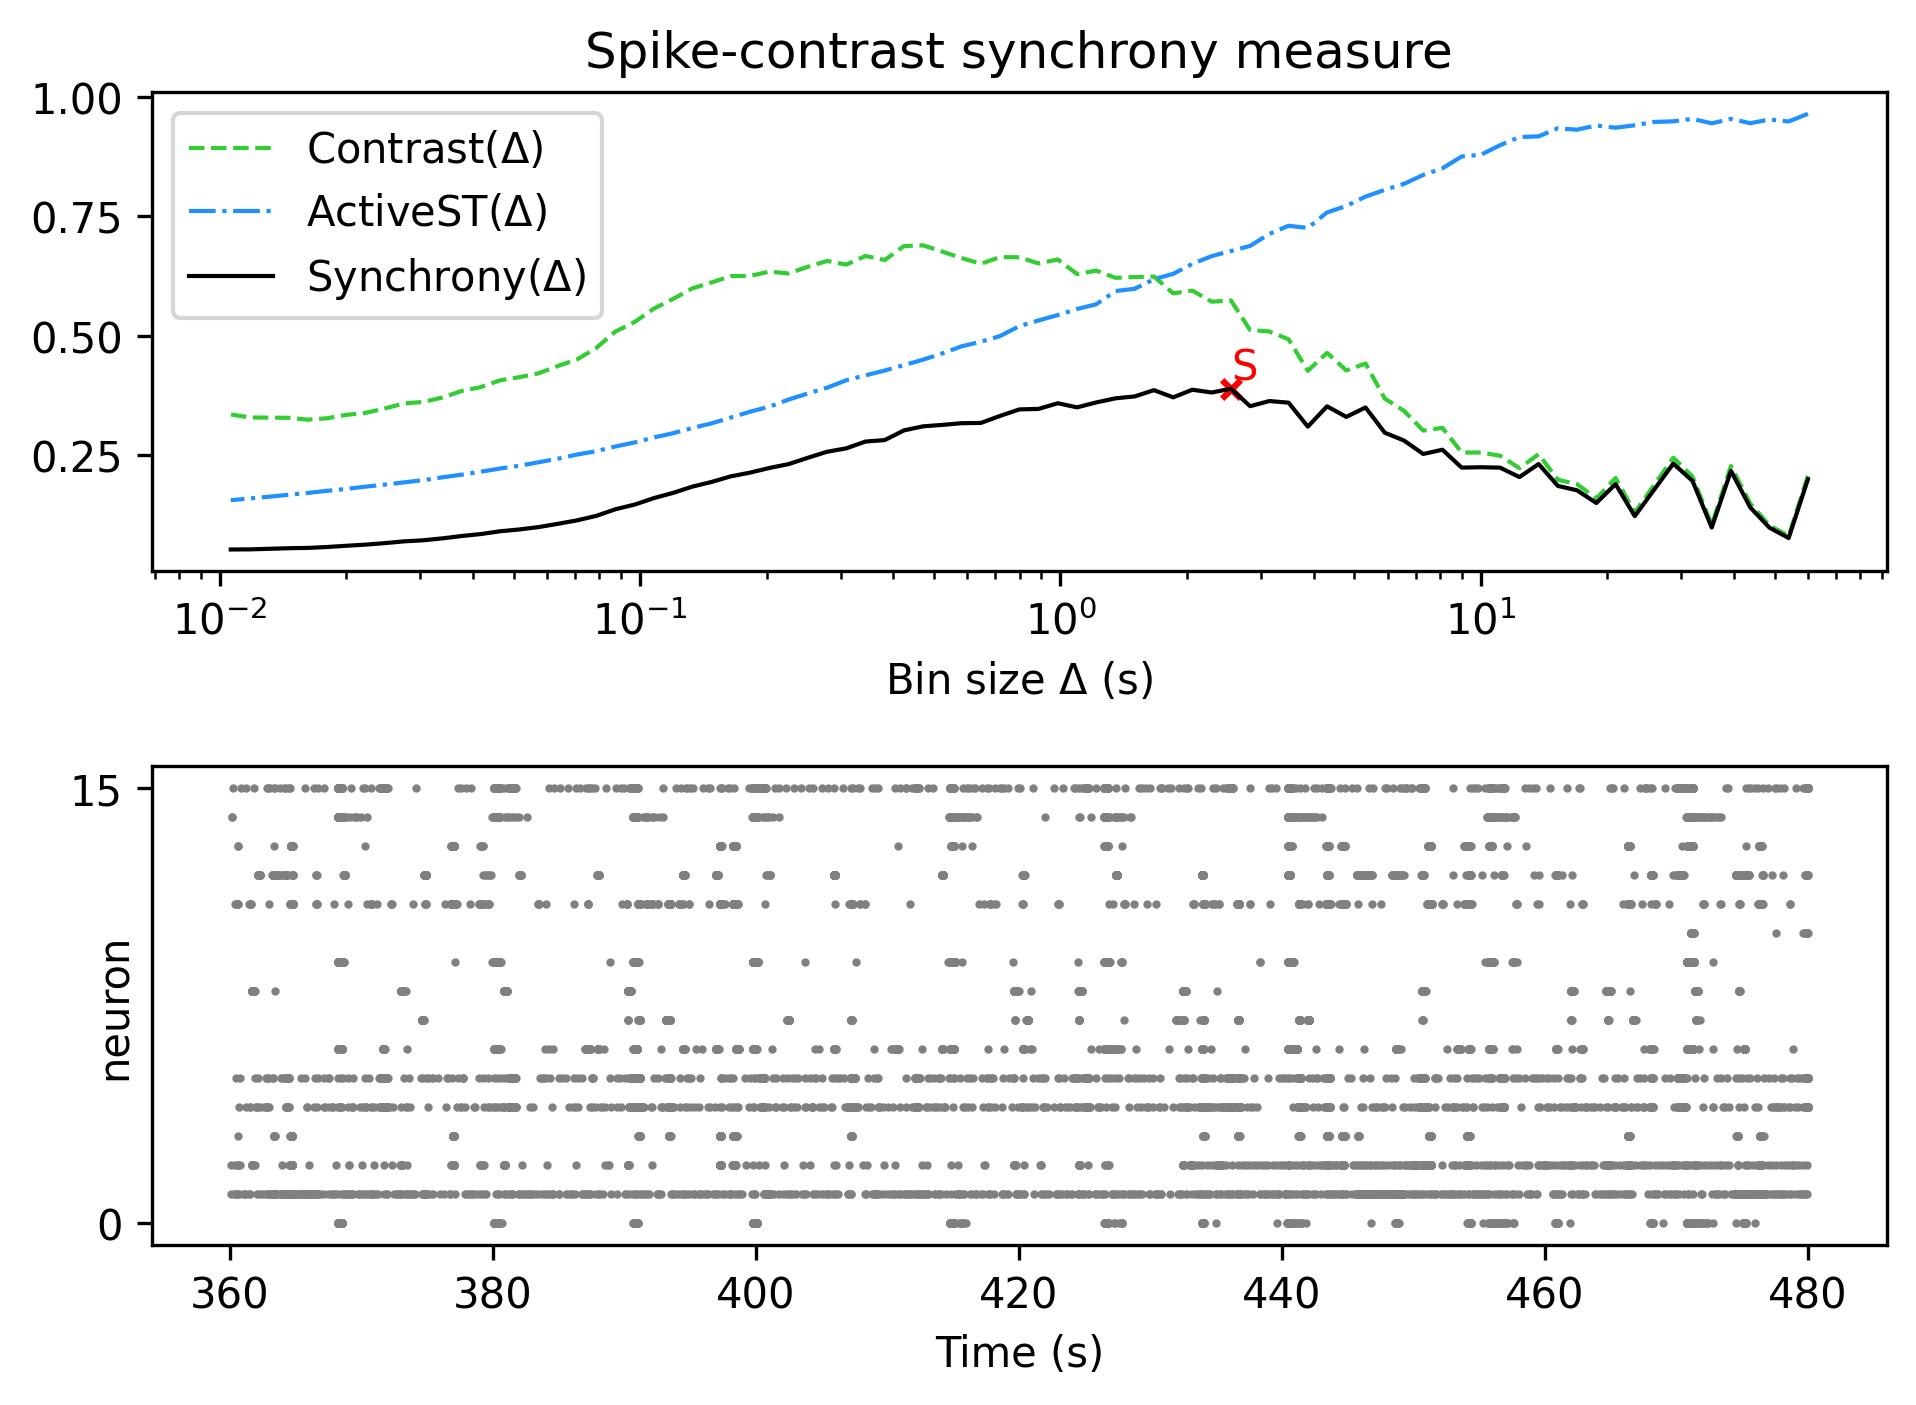 Spike-contrast synchrony measure
1.00
0.75
0.50
0.25
Contrast(Δ)
ActiveST(Δ)
Synchrony(Δ)
S
10⁻² 10⁻¹ 10⁰ 10¹
Bin size Δ (s)
15
0
neuron
360 380 400 420 440 460 480
Time (s)